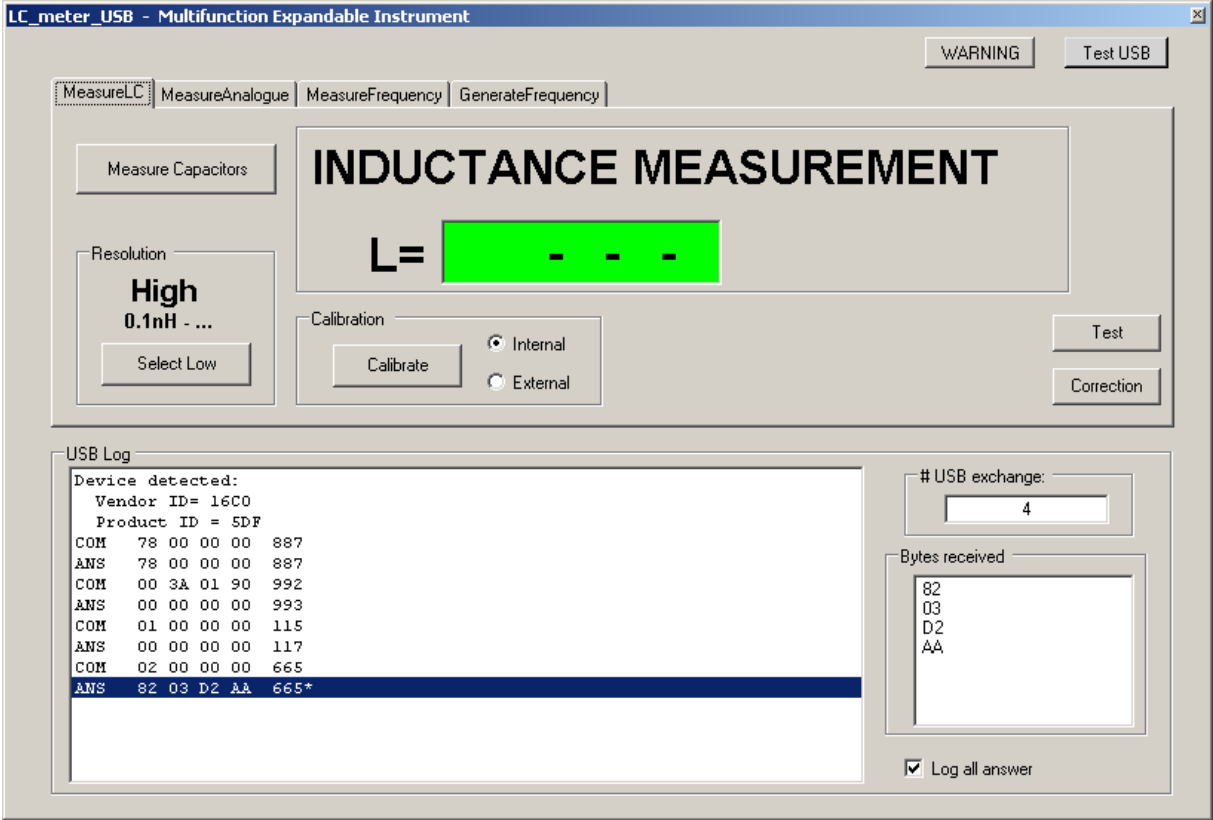 LC_meter_USB - Multifunction Expandable Instrument
WARNING Test USB
MeasureLC MeasureAnalogue MeasureFrequency GenerateFrequency
Measure Capacitors
INDUCTANCE MEASUREMENT
L= - - -
Resolution
High
0.1nH - ...
Select Low
Calibration
Calibrate
Internal
External
Test
Correction
USB Log
Device detected:
Vendor ID= 16C0
Product ID = 5DF
COM 78 00 00 00 887
ANS 78 00 00 00 887
COM 00 3A 01 90 992
ANS 00 00 00 00 993
COM 01 00 00 00 115
ANS 00 00 00 00 117
COM 02 00 00 00 665
ANS 82 03 D2 AA 665*
# USB exchange:
4
Bytes received
82
03
D2
AA
Log all answer